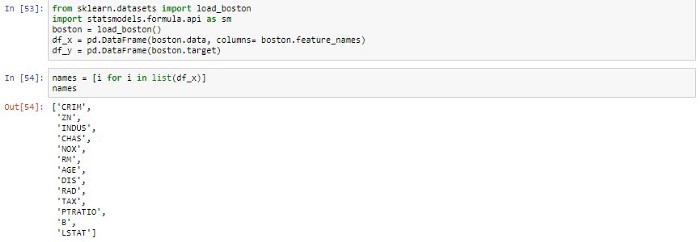 In [53]: from sklearn.datasets import load_boston
import statsmodels.formula.api as sm
boston = load_boston()
df_x = pd.DataFrame(boston.data, columns= boston.feature_names)
df_y = pd.DataFrame(boston.target)
In [54]: names = [i for i in list(df_x)]
names
Out[54]: ['CRIM',
'ZN',
'INDUS',
'CHAS',
'NOX',
'RM',
'AGE',
'DIS',
'RAD',
'TAX',
'PTRATIO',
'B',
'LSTAT']